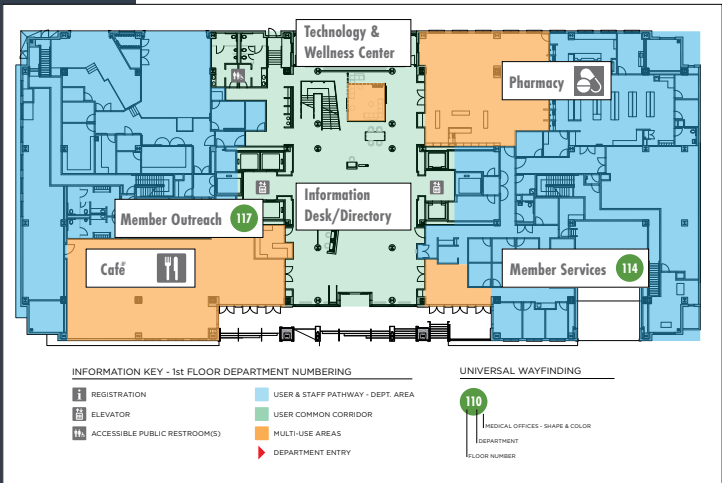 Technology &
Wellness Center
Pharmacy
Information
Desk/Directory
Member Outreach 117
Café
Member Services 114
INFORMATION KEY - 1st FLOOR DEPARTMENT NUMBERING
REGISTRATION
ELEVATOR
ACCESSIBLE PUBLIC RESTROOM(S)
USER & STAFF PATHWAY - DEPT. AREA
USER COMMON CORRIDOR
MULTI-USE AREAS
DEPARTMENT ENTRY
UNIVERSAL WAYFINDING
110
MEDICAL OFFICES - SHAPE & COLOR
DEPARTMENT
FLOOR NUMBER